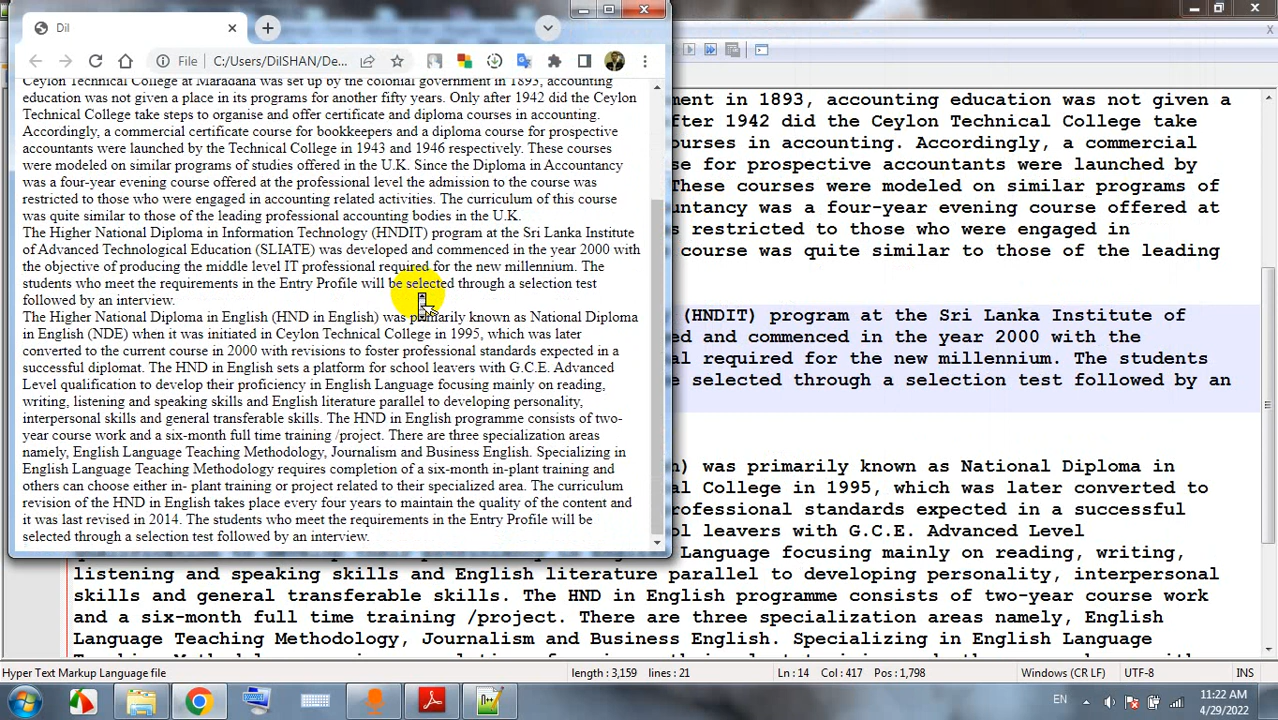 Dil
File
C:/Users/DilSHAN/De...
Ceylon Technical College at Maradana was set up by the colonial government in 1893, accounting
education was not given a place in its programs for another fifty years. Only after 1942 did the Ceylon
Technical College take steps to organise and offer certificate and diploma courses in accounting.
Accordingly, a commercial certificate course for bookkeepers and a diploma course for prospective
accountants were launched by the Technical College in 1943 and 1946 respectively. These courses
were modeled on similar programs of studies offered in the U.K. Since the Diploma in Accountancy
was a four-year evening course offered at the professional level the admission to the course was
restricted to those who were engaged in accounting related activities. The curriculum of this course
was quite similar to those of the leading professional accounting bodies in the U.K.
The Higher National Diploma in Information Technology (HNDIT) program at the Sri Lanka Institute
of Advanced Technological Education (SLIATE) was developed and commenced in the year 2000 with
the objective of producing the middle level IT professional required for the new millennium. The
students who meet the requirements in the Entry Profile will be selected through a selection test
followed by an interview.
The Higher National Diploma in English (HND in English) was primarily known as National Diploma
in English (NDE) when it was initiated in Ceylon Technical College in 1995, which was later
converted to the current course in 2000 with revisions to foster professional standards expected in a
successful diplomat. The HND in English sets a platform for school leavers with G.C.E. Advanced
Level qualification to develop their proficiency in English Language focusing mainly on reading,
writing, listening and speaking skills and English literature parallel to developing personality,
interpersonal skills and general transferable skills. The HND in English programme consists of two-
year course work and a six-month full time training /project. There are three specialization areas
namely, English Language Teaching Methodology, Journalism and Business English. Specializing in
English Language Teaching Methodology requires completion of a six-month in-plant training and
others can choose either in- plant training or project related to their specialized area. The curriculum
revision of the HND in English takes place every four years to maintain the quality of the content and
it was last revised in 2014. The students who meet the requirements in the Entry Profile will be
selected through a selection test followed by an interview.
ment in 1893, accounting education was not given a
fter 1942 did the Ceylon Technical College take
ourses in accounting. Accordingly, a commercial
se for prospective accountants were launched by
These courses were modeled on similar programs of
untancy was a four-year evening course offered at
s restricted to those who were engaged in
course was quite similar to those of the leading
(HNDIT) program at the Sri Lanka Institute of
ed and commenced in the year 2000 with the
al required for the new millennium. The students
e selected through a selection test followed by an
h) was primarily known as National Diploma in
al College in 1995, which was later converted to
rofessional standards expected in a successful
ol leavers with G.C.E. Advanced Level
Language focusing mainly on reading, writing,
listening and speaking skills and English literature parallel to developing personality, interpersonal
skills and general transferable skills. The HND in English programme consists of two-year course work
and a six-month full time training /project. There are three specialization areas namely, English
Language Teaching Methodology, Journalism and Business English. Specializing in English Language
Hyper Text Markup Language file
length : 3,159 lines : 21
Ln : 14 Col : 417 Pos : 1,798
Windows (CR LF)
UTF-8
INS
EN
11:22 AM
4/29/2022